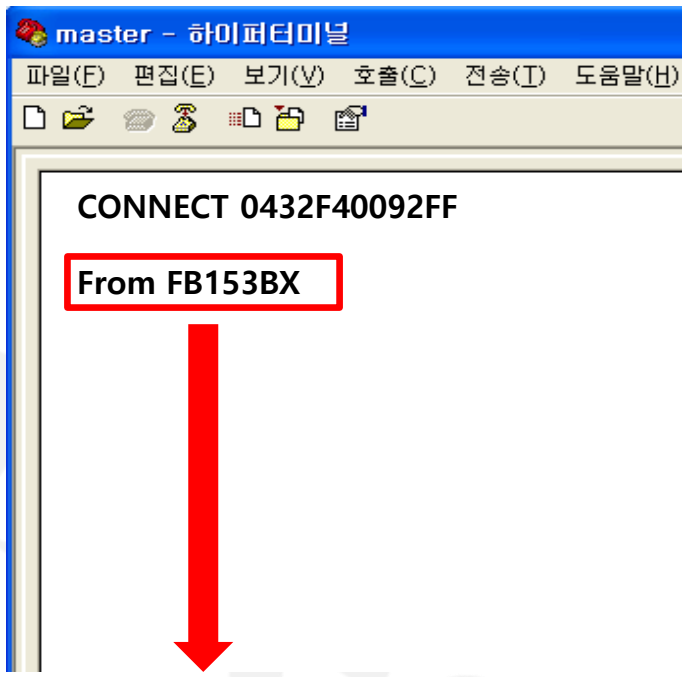 master - 하이퍼터미널
파일(F) 편집(E) 보기(V) 호출(C) 전송(T) 도움말(H)
CONNECT 0432F40092FF
From FB153BX